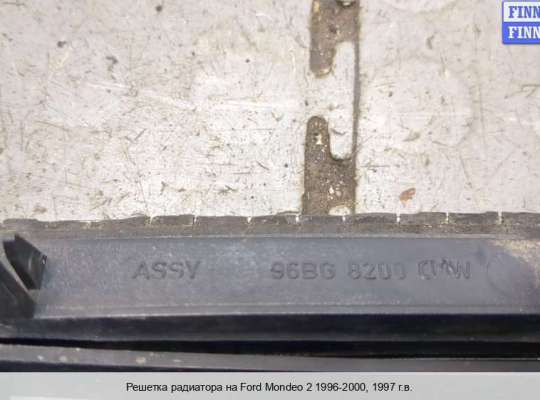 FINN
FINN
ASSY 96BG 8200
Решетка радиатора на Ford Mondeo 2 1996-2000, 1997 г.в.